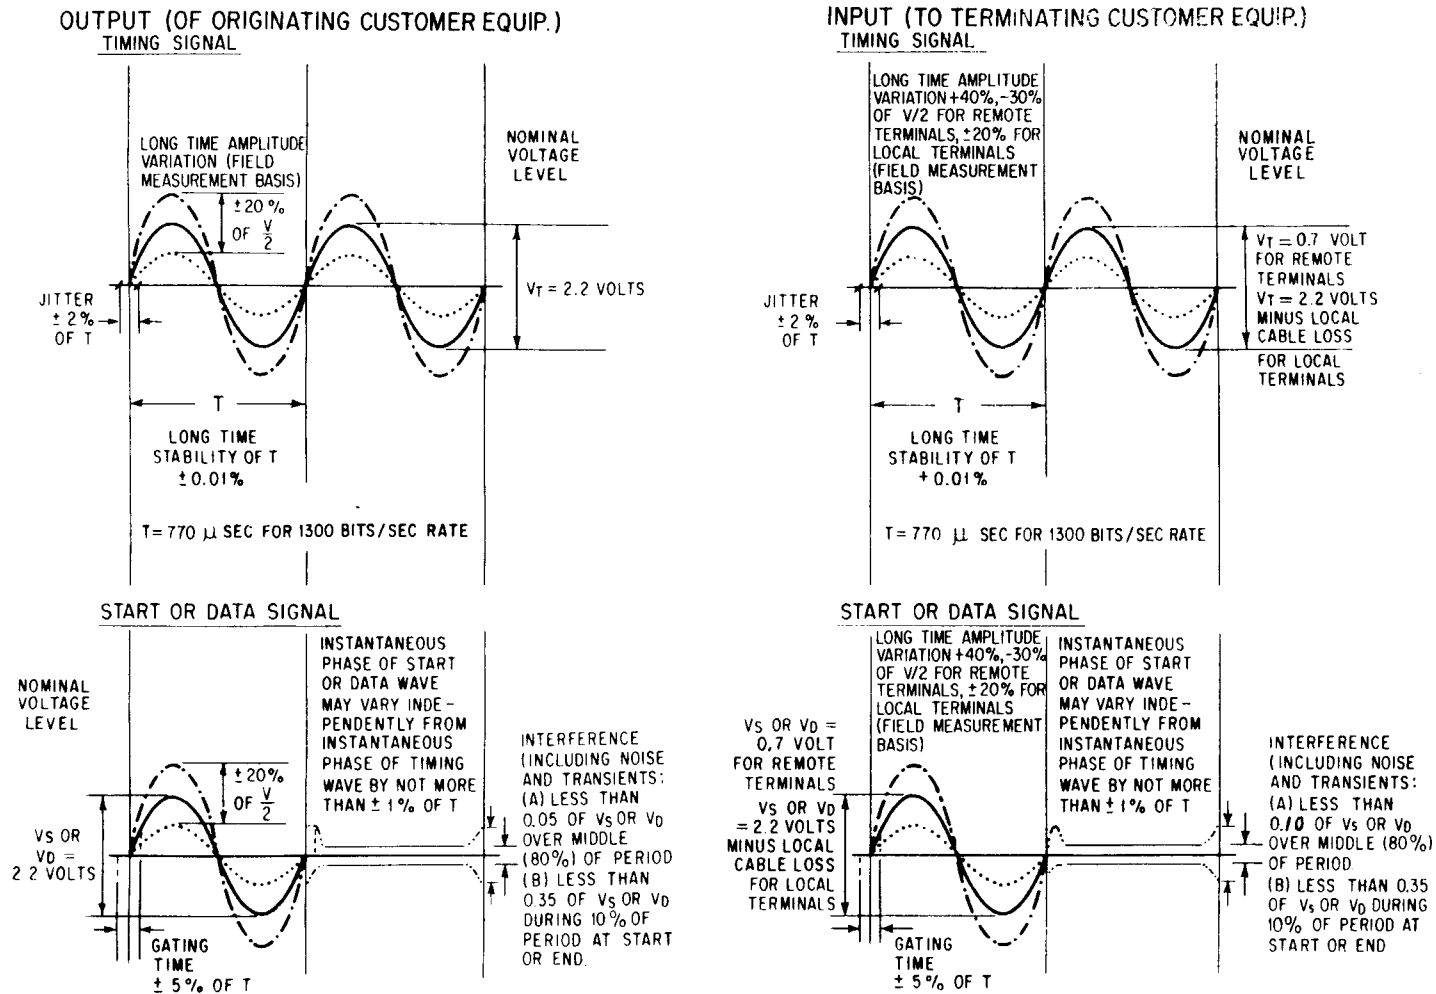 OUTPUT (OF ORIGINATING CUSTOMER EQUIP.)
TIMING SIGNAL
LONG TIME AMPLITUDE
VARIATION (FIELD
MEASUREMENT BASIS)
±20%
OF V/2
NOMINAL
VOLTAGE
LEVEL
VT = 2.2 VOLTS
JITTER
±2%
OF T
T
LONG TIME
STABILITY OF T
±0.01%
T=770 μ SEC FOR 1300 BITS/SEC RATE
START OR DATA SIGNAL
NOMINAL
VOLTAGE
LEVEL
INSTANTANEOUS
PHASE OF START
OR DATA WAVE
MAY VARY INDE-
PENDENTLY FROM
INSTANTANEOUS
PHASE OF TIMING
WAVE BY NOT MORE
THAN ± 1% OF T
±20%
OF V/2
VS OR
VD =
2 2 VOLTS
GATING
TIME
± 5% OF T
INTERFERENCE
(INCLUDING NOISE
AND TRANSIENTS:
(A) LESS THAN
0.05 OF VS OR VD
OVER MIDDLE
(80%) OF PERIOD
(B) LESS THAN
0.35 OF VS OR VD
DURING 10% OF
PERIOD AT START
OR END.
INPUT (TO TERMINATING CUSTOMER EQUIP.)
TIMING SIGNAL
LONG TIME AMPLITUDE
VARIATION +40%,-30%
OF V/2 FOR REMOTE
TERMINALS, ±20% FOR
LOCAL TERMINALS
(FIELD MEASUREMENT
BASIS)
NOMINAL
VOLTAGE
LEVEL
VT = 0.7 VOLT
FOR REMOTE
TERMINALS
VT = 2.2 VOLTS
MINUS LOCAL
CABLE LOSS
FOR LOCAL
TERMINALS
JITTER
±2%
OF T
T
LONG TIME
STABILITY OF T
+0.01%
T=770 μ SEC FOR 1300 BITS/SEC RATE
START OR DATA SIGNAL
LONG TIME AMPLITUDE
VARIATION +40%,-30%
OF V/2 FOR REMOTE
TERMINALS, ±20% FOR
LOCAL TERMINALS
(FIELD MEASUREMENT
BASIS)
INSTANTANEOUS
PHASE OF START
OR DATA WAVE
MAY VARY INDE-
PENDENTLY FROM
INSTANTANEOUS
PHASE OF TIMING
WAVE BY NOT MORE
THAN ± 1% OF T
VS OR VD =
0.7 VOLT
FOR REMOTE
TERMINALS
VS OR VD
= 2.2 VOLTS
MINUS LOCAL
CABLE LOSS
FOR LOCAL
TERMINALS
GATING
TIME
± 5% OF T
INTERFERENCE
(INCLUDING NOISE
AND TRANSIENTS:
(A) LESS THAN
0.10 OF VS OR VD
OVER MIDDLE (80%)
OF PERIOD
(B) LESS THAN 0.35
OF VS OR VD DURING
10% OF PERIOD AT
START OR END